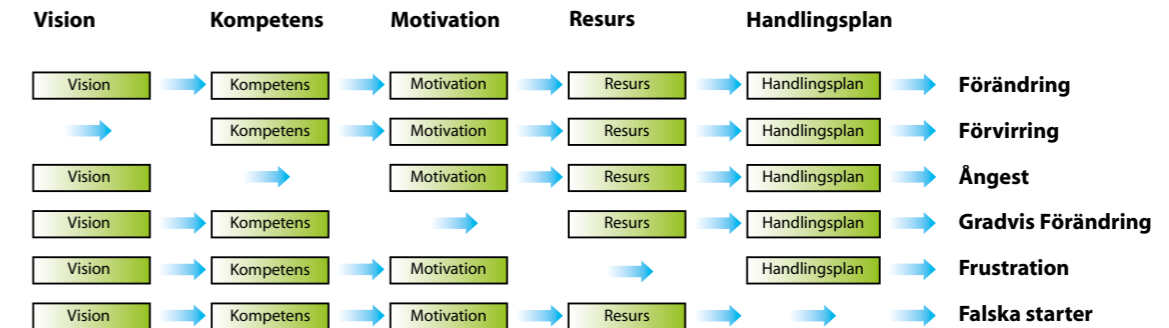 Vision Kompetens Motivation Resurs Handlingsplan
Vision Kompetens Motivation Resurs Handlingsplan Förändring
Kompetens Motivation Resurs Handlingsplan Förvirring
Vision Motivation Resurs Handlingsplan Ångest
Vision Kompetens Resurs Handlingsplan Gradvis Förändring
Vision Kompetens Motivation Handlingsplan Frustration
Vision Kompetens Motivation Resurs Falska starter